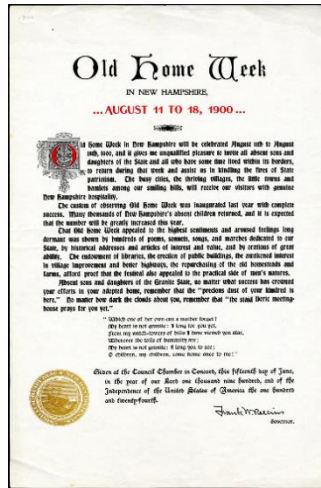 Old Home Week
IN NEW HAMPSHIRE,
...AUGUST 11 TO 18, 1900...
Old Home Week in New Hampshire will be celebrated August 11th to August
18th, 1900, and it gives me unqualified pleasure to invite all absent sons and
daughters of the State and all who have some time lived within its borders,
to return during that week and assist us in kindling the fires of State
patriotism. The busy cities, the thriving villages, the little towns and
hamlets among our smiling hills, will receive our visitors with genuine
New Hampshire hospitality.
The custom of observing Old Home Week was inaugurated last year with complete
success. Many thousands of New Hampshire's absent children returned, and it is expected
that the number will be greatly increased this year.
That Old Home Week appealed to the highest sentiments and aroused feelings long
dormant was shown by hundreds of poems, sonnets, songs, and marches dedicated to our
State, by historical addresses and articles of interest and value, and by orations of great
ability. The endowment of libraries, the erection of public buildings, the awakened interest
in village improvement and better highways, the repurchasing of the old homesteads and
farms, afford proof that the festival also appealed to the practical side of men's natures.
Absent sons and daughters of the Granite State, no matter what success has crowned
your efforts in your adopted home, remember that the "precious dust of your kindred is
here." No matter how dark the clouds about you, remember that "the staid little meeting-
house prays for you yet."
"Which one of her own can a mother forget?
My heart is not granite: I long for you yet,
From my watch-towers of hills I have viewed you afar,
Wherever the toils of humanity are;
My heart is not granite: I long you to see;
O children, my children, come home once to me!"
Given at the Council Chamber in Concord, this fifteenth day of June,
in the year of our Lord one thousand nine hundred, and of the
Independence of the United States of America the one hundred
and twenty-fourth.
Frank W. Rollins
Governor.